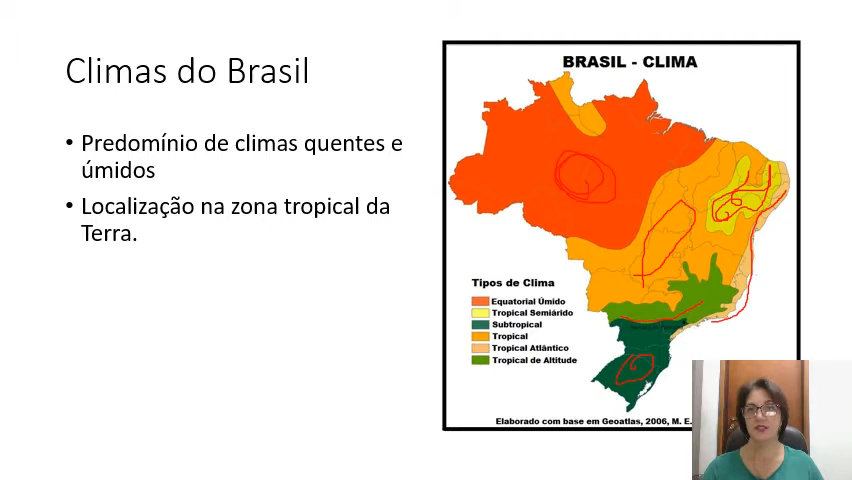 Climas do Brasil
• Predomínio de climas quentes e
úmidos
• Localização na zona tropical da
Terra.
BRASIL - CLIMA
Tipos de Clima
Equatorial Úmido
Tropical Semiárido
Subtropical
Tropical
Tropical Atlântico
Tropical de Altitude
Elaborado com base em Geoatlas, 2006, M. E.